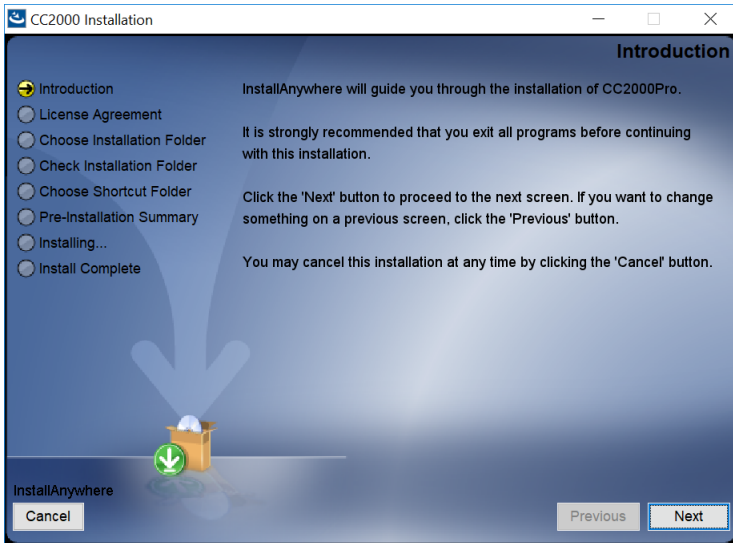 CC2000 Installation
Introduction
Introduction
License Agreement
Choose Installation Folder
Check Installation Folder
Choose Shortcut Folder
Pre-Installation Summary
Installing...
Install Complete
InstallAnywhere will guide you through the installation of CC2000Pro.
It is strongly recommended that you exit all programs before continuing
with this installation.
Click the 'Next' button to proceed to the next screen. If you want to change
something on a previous screen, click the 'Previous' button.
You may cancel this installation at any time by clicking the 'Cancel' button.
InstallAnywhere
Cancel
Previous
Next